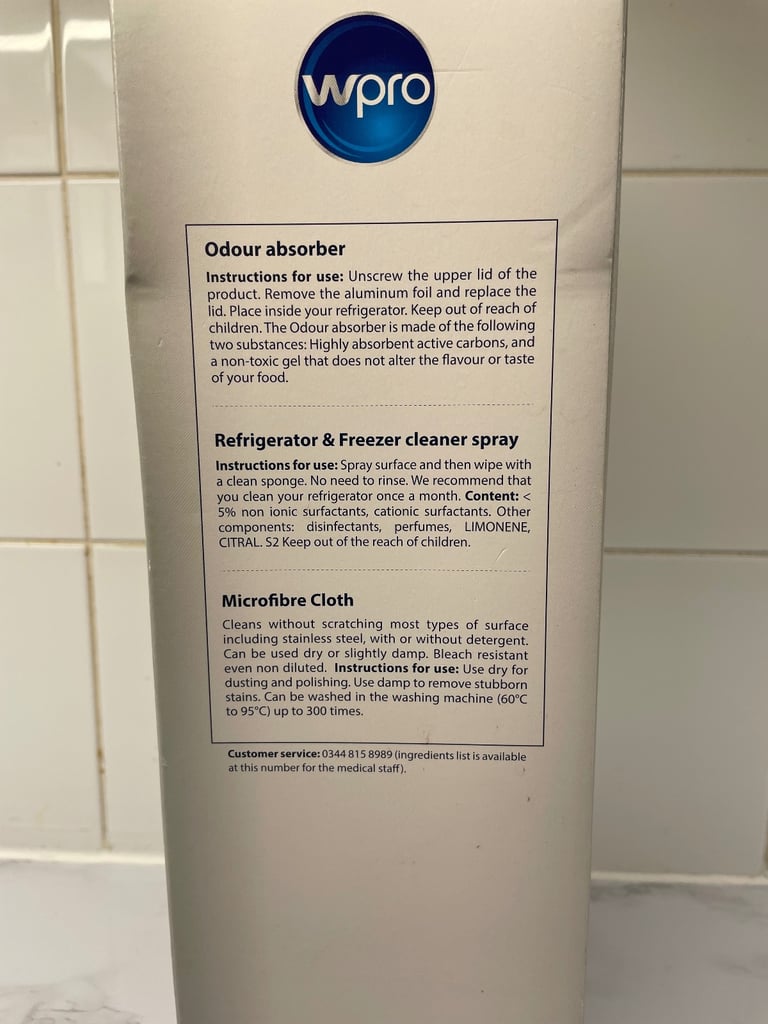 wpro
Odour absorber
Instructions for use: Unscrew the upper lid of the
product. Remove the aluminum foil and replace the
lid. Place inside your refrigerator. Keep out of reach of
children. The Odour absorber is made of the following
two substances: Highly absorbent active carbons, and
a non-toxic gel that does not alter the flavour or taste
of your food.
Refrigerator & Freezer cleaner spray
Instructions for use: Spray surface and then wipe with
a clean sponge. No need to rinse. We recommend that
you clean your refrigerator once a month. Content: <
5% non ionic surfactants, cationic surfactants. Other
components: disinfectants, perfumes, LIMONENE,
CITRAL. S2 Keep out of the reach of children.
Microfibre Cloth
Cleans without scratching most types of surface
including stainless steel, with or without detergent.
Can be used dry or slightly damp. Bleach resistant
even non diluted. Instructions for use: Use dry for
dusting and polishing. Use damp to remove stubborn
stains. Can be washed in the washing machine (60°C
to 95°C) up to 300 times.
Customer service: 0344 815 8989 (ingredients list is available
at this number for the medical staff).